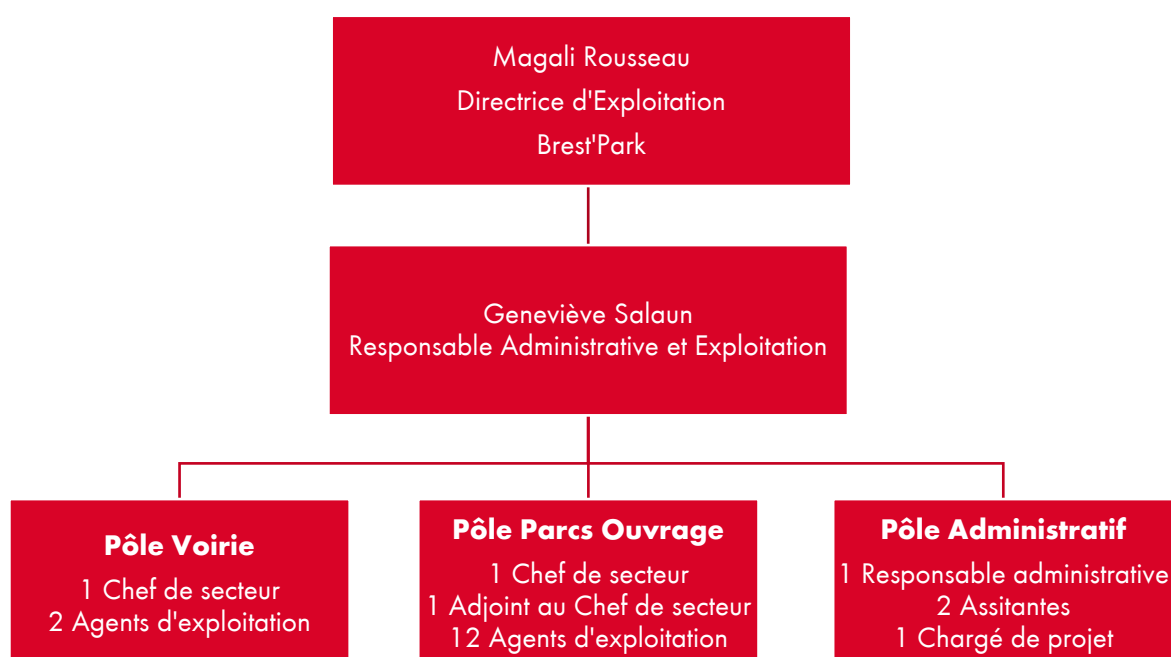 Magali Rousseau
Directrice d'Exploitation
Brest'Park
Geneviève Salaun
Responsable Administrative et Exploitation
Pôle Voirie
1 Chef de secteur
2 Agents d'exploitation
Pôle Parcs Ouvrage
1 Chef de secteur
1 Adjoint au Chef de secteur
12 Agents d'exploitation
Pôle Administratif
1 Responsable administrative
2 Assitantes
1 Chargé de projet